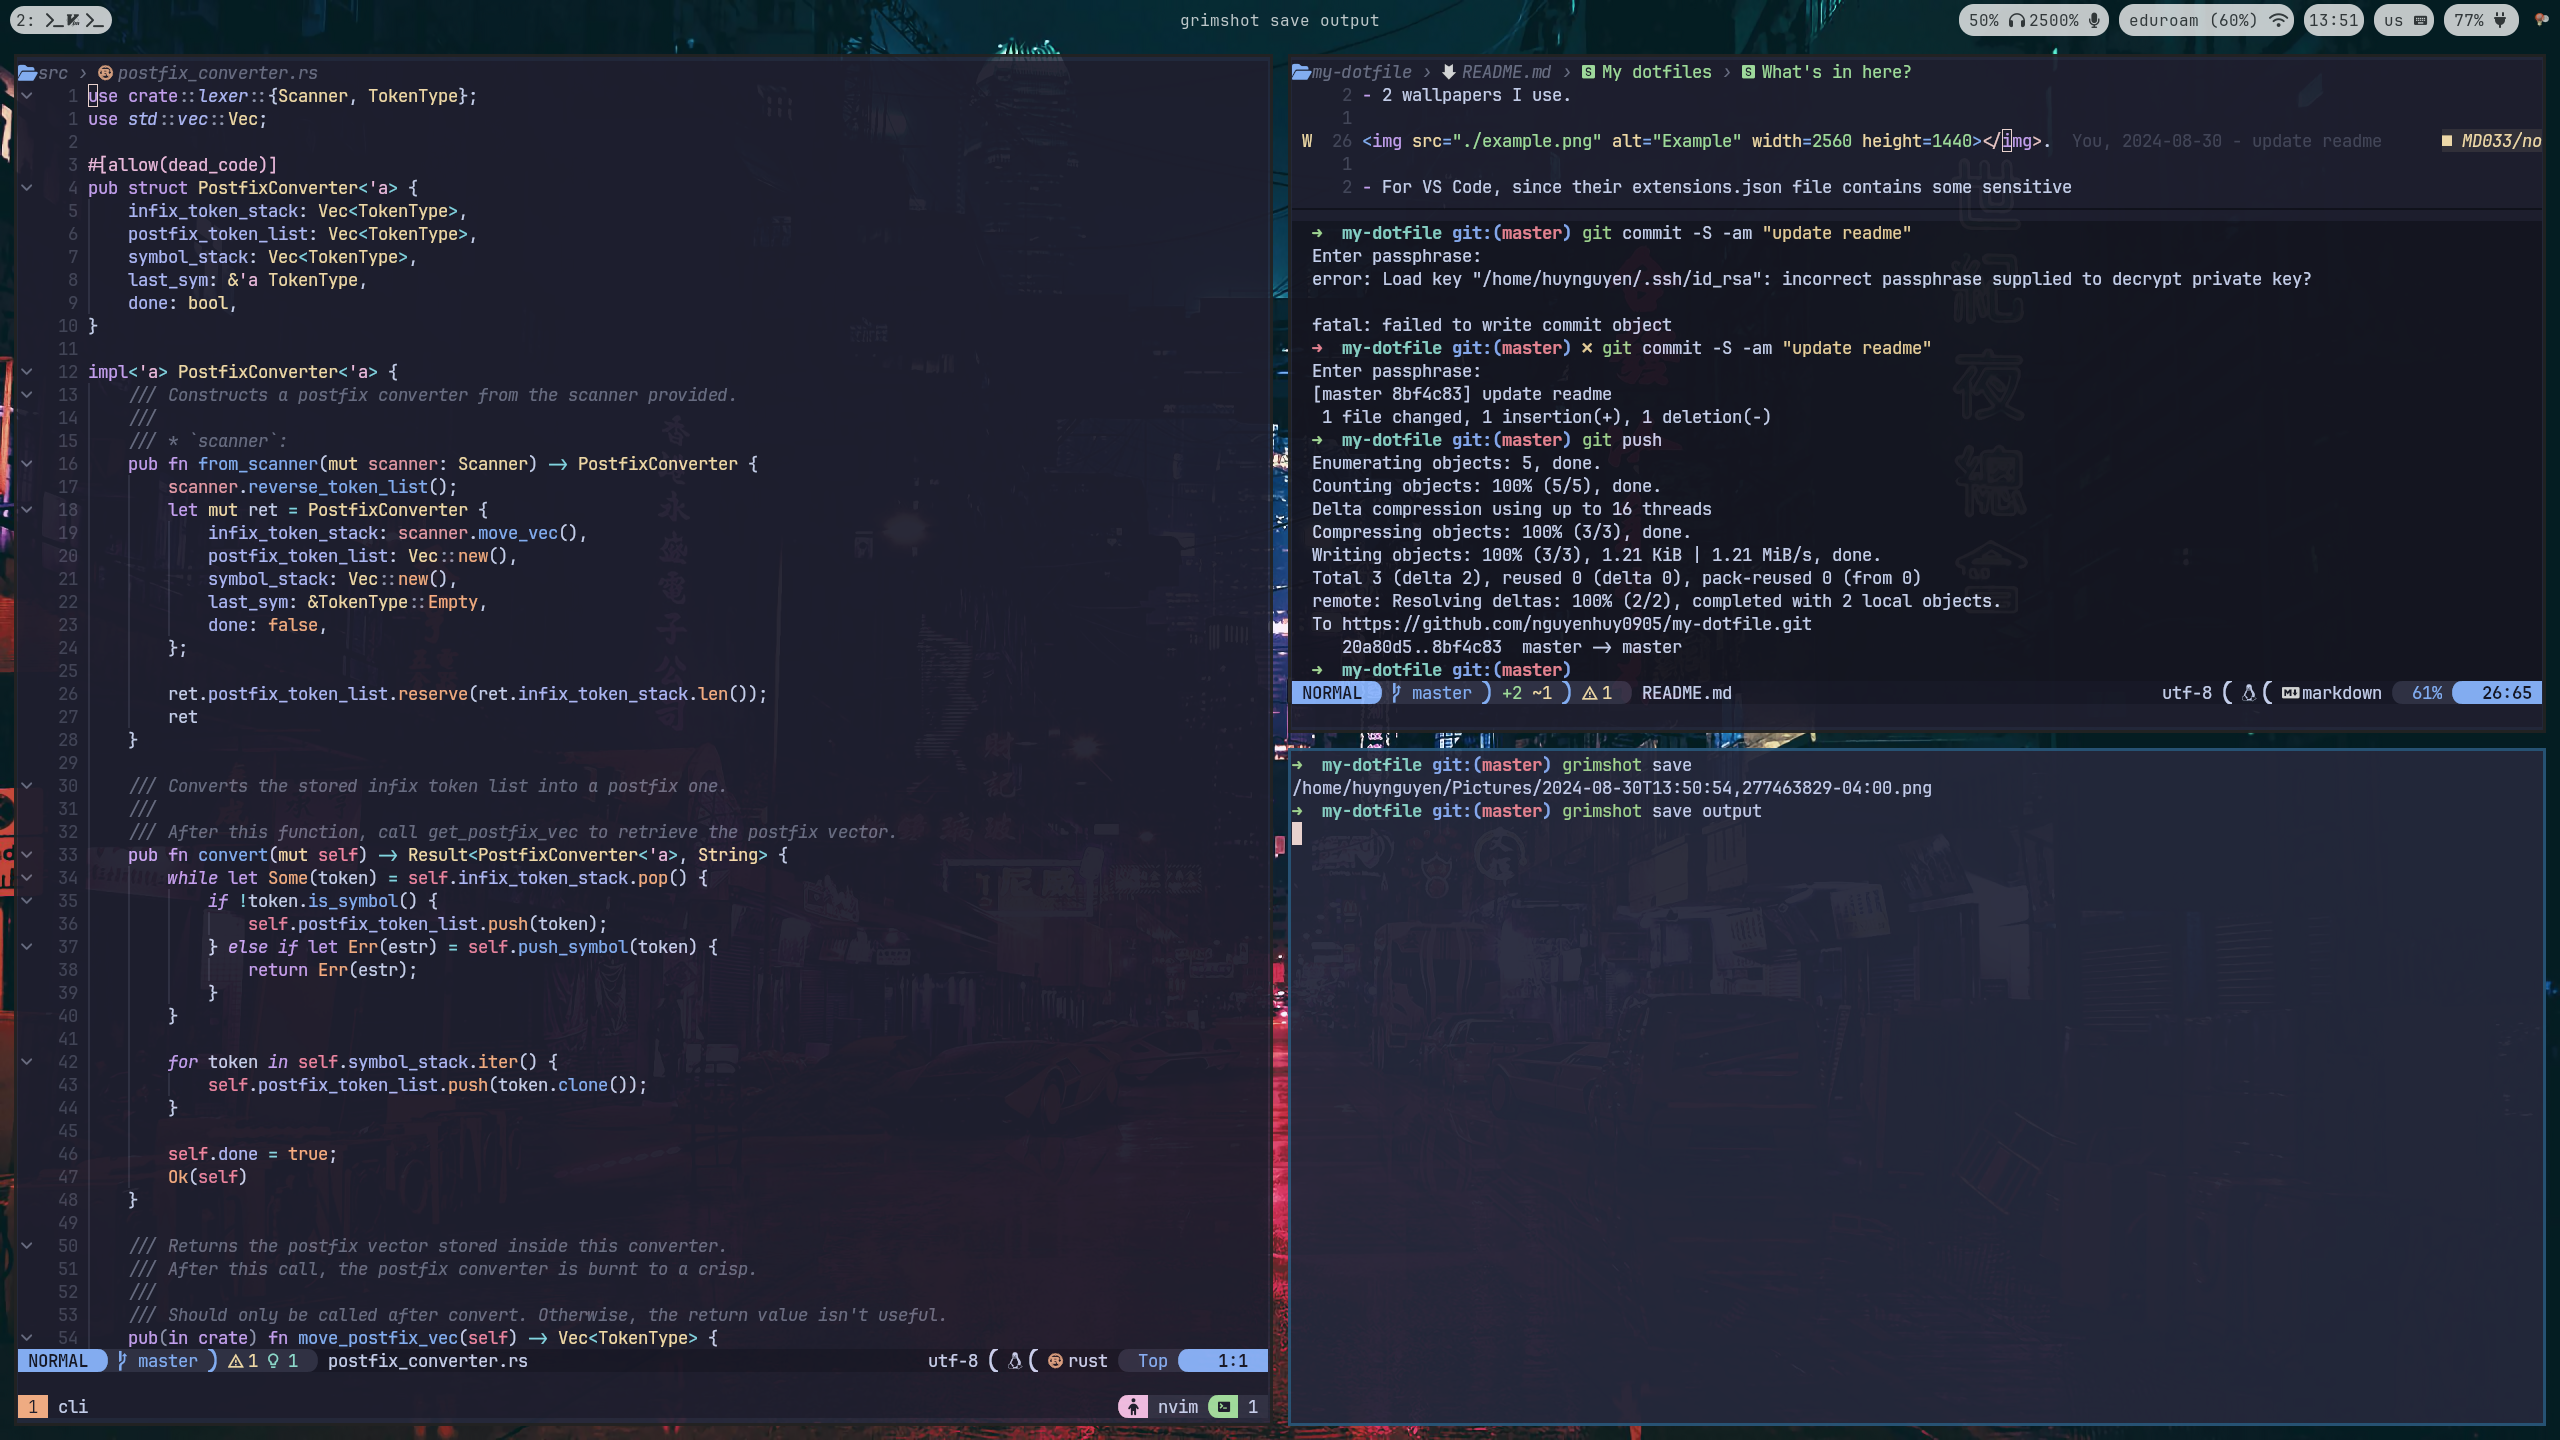 2:
grimshot save output
50% 2500% eduroam (60%) 13:51 us 77%
src › postfix_converter.rs
1 use crate::lexer::{Scanner, TokenType};
1 use std::vec::Vec;
2
3 #[allow(dead_code)]
4 pub struct PostfixConverter<'a> {
5 infix_token_stack: Vec<TokenType>,
6 postfix_token_list: Vec<TokenType>,
7 symbol_stack: Vec<TokenType>,
8 last_sym: &'a TokenType,
9 done: bool,
10 }
11
12 impl<'a> PostfixConverter<'a> {
13 /// Constructs a postfix converter from the scanner provided.
14 ///
15 /// * `scanner`:
16 pub fn from_scanner(mut scanner: Scanner) -> PostfixConverter {
17 scanner.reverse_token_list();
18 let mut ret = PostfixConverter {
19 infix_token_stack: scanner.move_vec(),
20 postfix_token_list: Vec::new(),
21 symbol_stack: Vec::new(),
22 last_sym: &TokenType::Empty,
23 done: false,
24 };
25
26 ret.postfix_token_list.reserve(ret.infix_token_stack.len());
27 ret
28 }
29
30 /// Converts the stored infix token list into a postfix one.
31 ///
32 /// After this function, call get_postfix_vec to retrieve the postfix vector.
33 pub fn convert(mut self) -> Result<PostfixConverter<'a>, String> {
34 while let Some(token) = self.infix_token_stack.pop() {
35 if !token.is_symbol() {
36 self.postfix_token_list.push(token);
37 } else if let Err(estr) = self.push_symbol(token) {
38 return Err(estr);
39 }
40 }
41
42 for token in self.symbol_stack.iter() {
43 self.postfix_token_list.push(token.clone());
44 }
45
46 self.done = true;
47 Ok(self)
48 }
49
50 /// Returns the postfix vector stored inside this converter.
51 /// After this call, the postfix converter is burnt to a crisp.
52 ///
53 /// Should only be called after convert. Otherwise, the return value isn't useful.
54 pub(in crate) fn move_postfix_vec(self) -> Vec<TokenType> {
NORMAL master 1 1 postfix_converter.rs utf-8 rust Top 1:1
1 cli nvim 1
my-dotfile › README.md › My dotfiles › What's in here?
2 - 2 wallpapers I use.
1
W 26 <img src="./example.png" alt="Example" width=2560 height=1440></img>. You, 2024-08-30 - update readme MD033/no
1
2 - For VS Code, since their extensions.json file contains some sensitive
➜ my-dotfile git:(master) git commit -S -am "update readme"
Enter passphrase:
error: Load key "/home/huynguyen/.ssh/id_rsa": incorrect passphrase supplied to decrypt private key?
fatal: failed to write commit object
➜ my-dotfile git:(master) ✗ git commit -S -am "update readme"
Enter passphrase:
[master 8bf4c83] update readme
1 file changed, 1 insertion(+), 1 deletion(-)
➜ my-dotfile git:(master) git push
Enumerating objects: 5, done.
Counting objects: 100% (5/5), done.
Delta compression using up to 16 threads
Compressing objects: 100% (3/3), done.
Writing objects: 100% (3/3), 1.21 KiB | 1.21 MiB/s, done.
Total 3 (delta 2), reused 0 (delta 0), pack-reused 0 (from 0)
remote: Resolving deltas: 100% (2/2), completed with 2 local objects.
To https://github.com/nguyenhuy0905/my-dotfile.git
20a80d5..8bf4c83 master -> master
➜ my-dotfile git:(master)
NORMAL master +2 ~1 1 README.md utf-8 markdown 61% 26:65
➜ my-dotfile git:(master) grimshot save
/home/huynguyen/Pictures/2024-08-30T13:50:54,277463829-04:00.png
➜ my-dotfile git:(master) grimshot save output